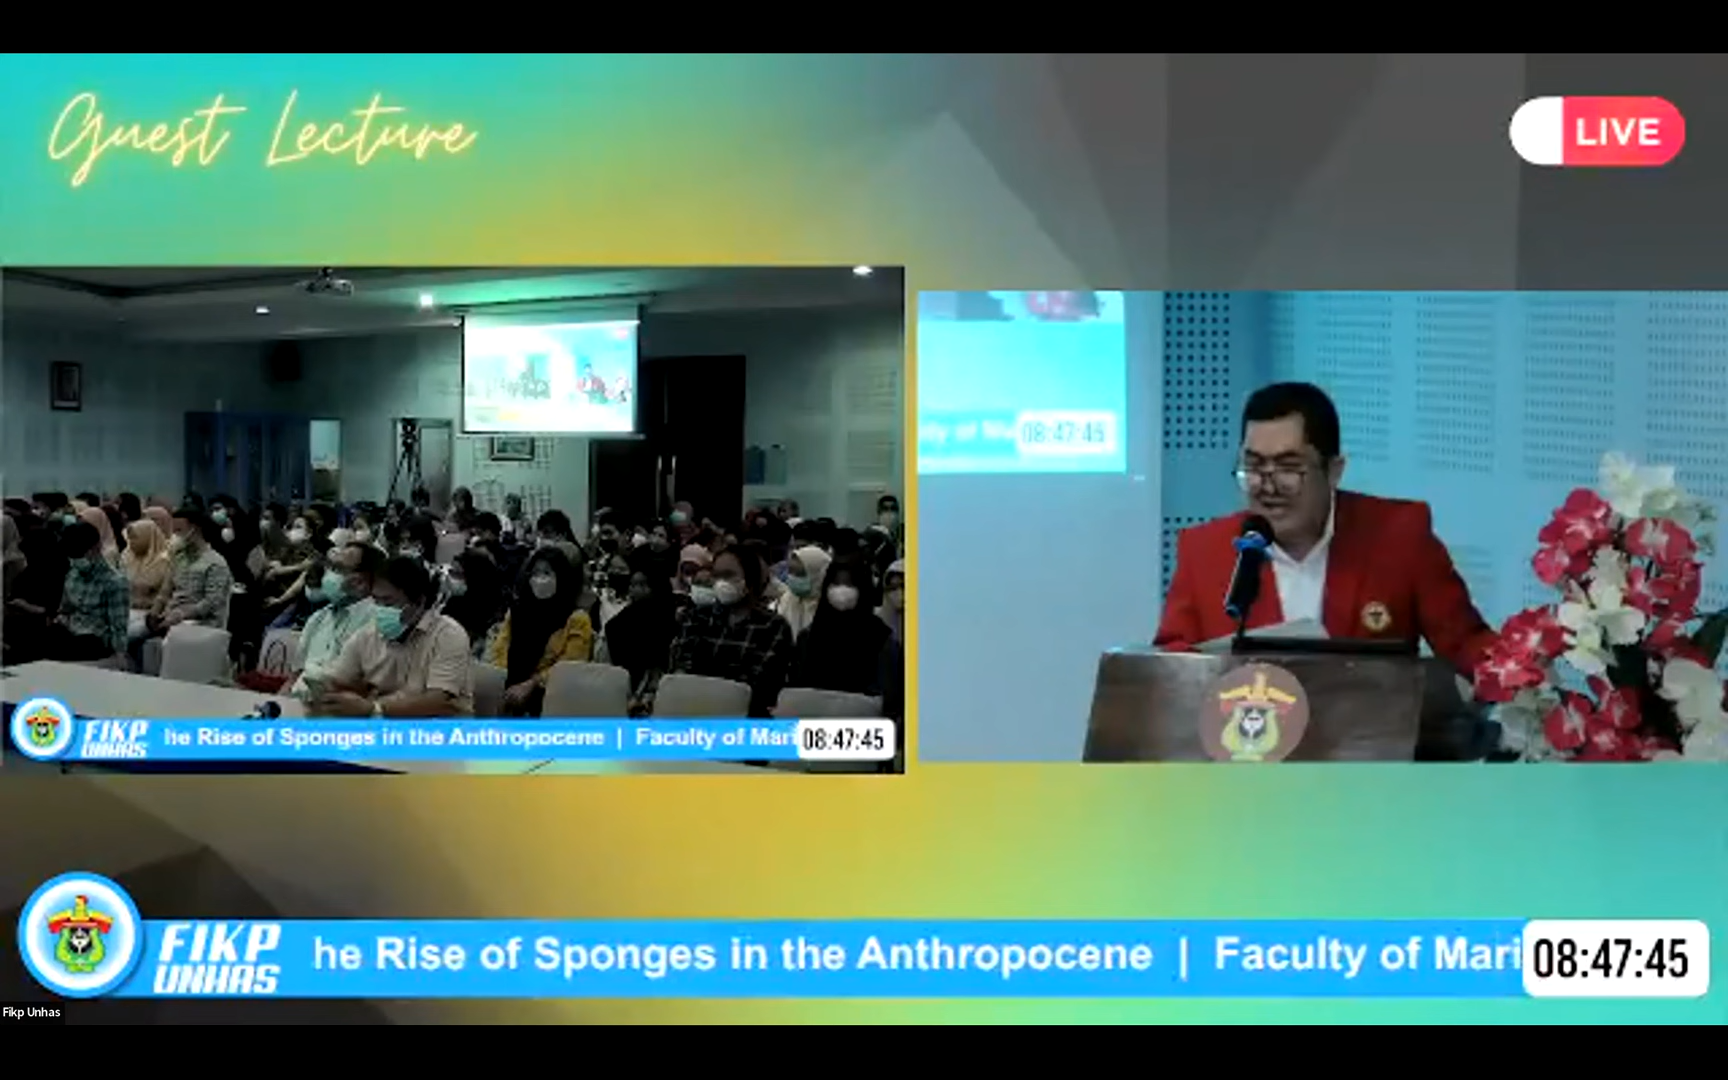 Guest Lecture
LIVE
08:47:45
FIKP
UNHAS
he Rise of Sponges in the Anthropocene | Faculty of Mari
08:47:45
FIKP
UNHAS
he Rise of Sponges in the Anthropocene | Faculty of Mari
08:47:45
Fikp Unhas